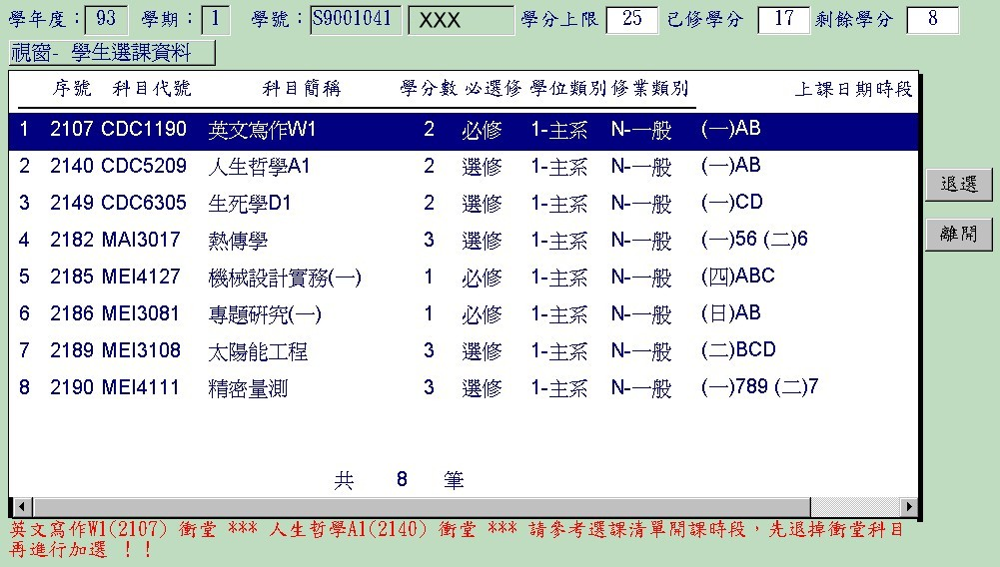 學年度： 93 學期： 1 學號： S9001041 XXX 學分上限 25 已修學分 17 剩餘學分 8
視窗- 學生選課資料
序號 科目代號 科目簡稱 學分數 必選修 學位類別 修業類別 上課日期時段
1 2107 CDC1190 英文寫作W1 2 必修 1-主系 N-一般 (一)AB
2 2140 CDC5209 人生哲學A1 2 選修 1-主系 N-一般 (一)AB
3 2149 CDC6305 生死學D1 2 選修 1-主系 N-一般 (一)CD
4 2182 MAI3017 熱傳學 3 選修 1-主系 N-一般 (一)56 (二)6
5 2185 MEI4127 機械設計實務(一) 1 必修 1-主系 N-一般 (四)ABC
6 2186 MEI3081 專題研究(一) 1 必修 1-主系 N-一般 (日)AB
7 2189 MEI3108 太陽能工程 3 選修 1-主系 N-一般 (二)BCD
8 2190 MEI4111 精密量測 3 選修 1-主系 N-一般 (一)789 (二)7
退選
離開
共 8 筆
英文寫作W1(2107) 衝堂 *** 人生哲學A1(2140) 衝堂 *** 請參考選課清單開課時段，先退掉衝堂科目
再進行加選 ！！